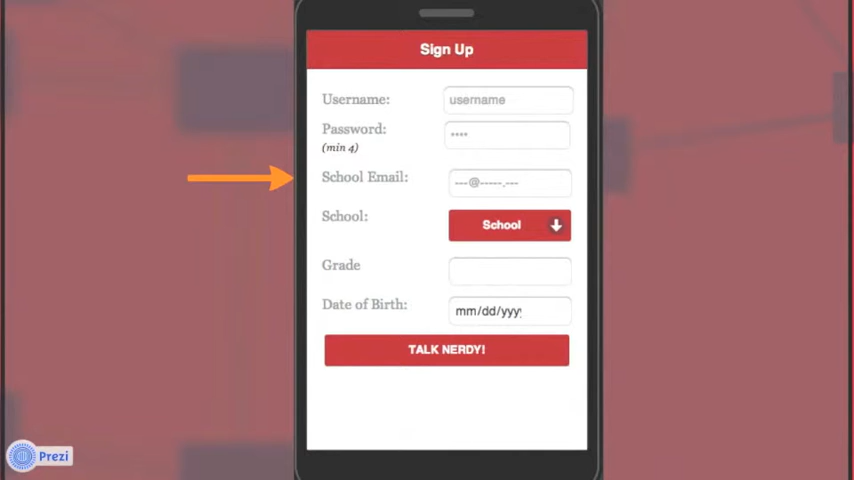 Sign Up
Username: username
Password: ****
(min 4)
School Email: ---@-----.---
School: School
Grade
Date of Birth: mm/dd/yyy
TALK NERDY!
Prezi